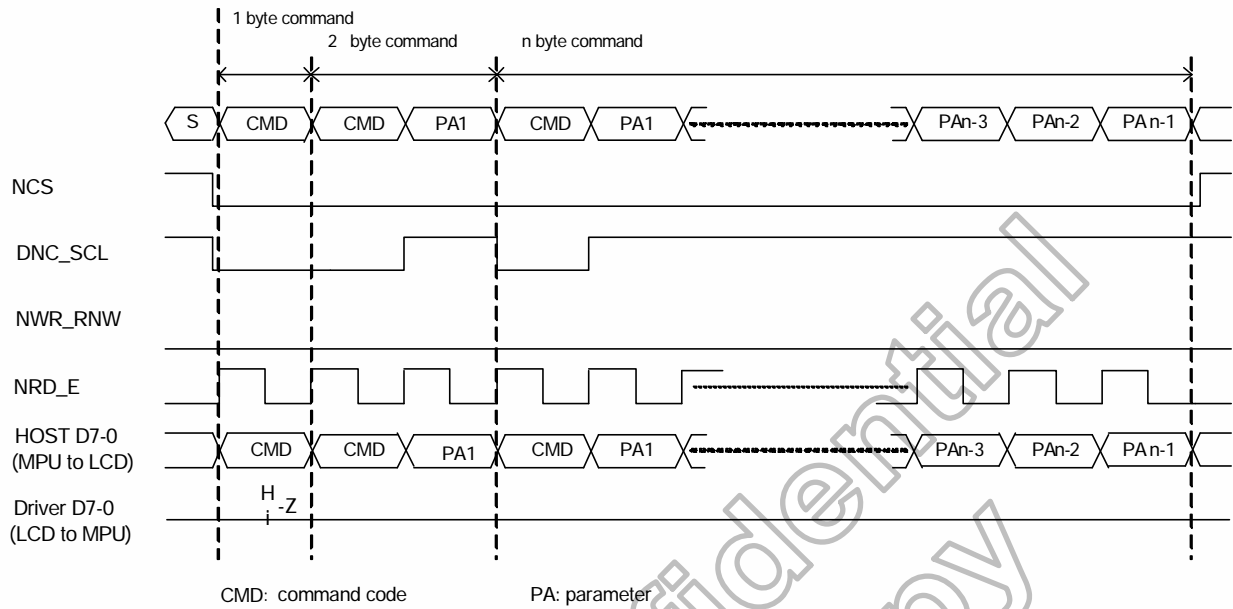 1 byte command
2 byte command n byte command
S CMD CMD PA1 CMD PA1 PAn-3 PAn-2 PA n-1
NCS
DNC_SCL
NWR_RNW
NRD_E
HOST D7-0
(MPU to LCD)
CMD CMD PA1 CMD PA1 PAn-3 PAn-2 PA n-1
Driver D7-0
(LCD to MPU)
Hi-Z
CMD: command code PA: parameter
fidential
py